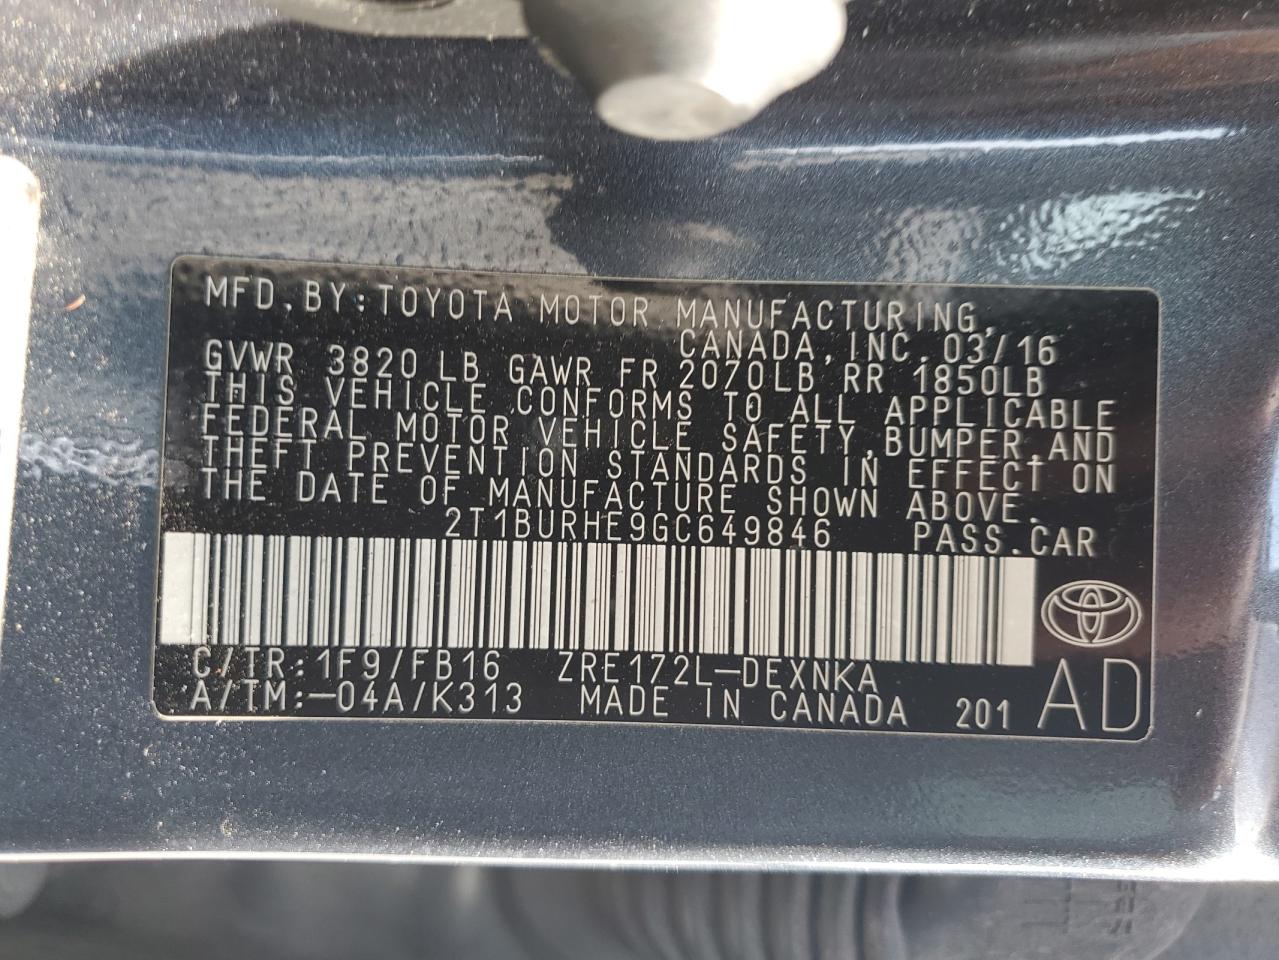 MFD.BY:TOYOTA MOTOR MANUFACTURING,
CANADA,INC.03/16
GVWR 3820 LB GAWR FR 2070LB RR 1850LB
THIS VEHICLE CONFORMS TO ALL APPLICABLE
FEDERAL MOTOR VEHICLE SAFETY,BUMPER,AND
THEFT PREVENTION STANDARDS IN EFFECT ON
THE DATE OF MANUFACTURE SHOWN ABOVE.
2T1BURHE9GC649846 PASS.CAR
C/TR:1F9/FB16 ZRE172L-DEXNKA
A/TM:-04A/K313 MADE IN CANADA 201
AD